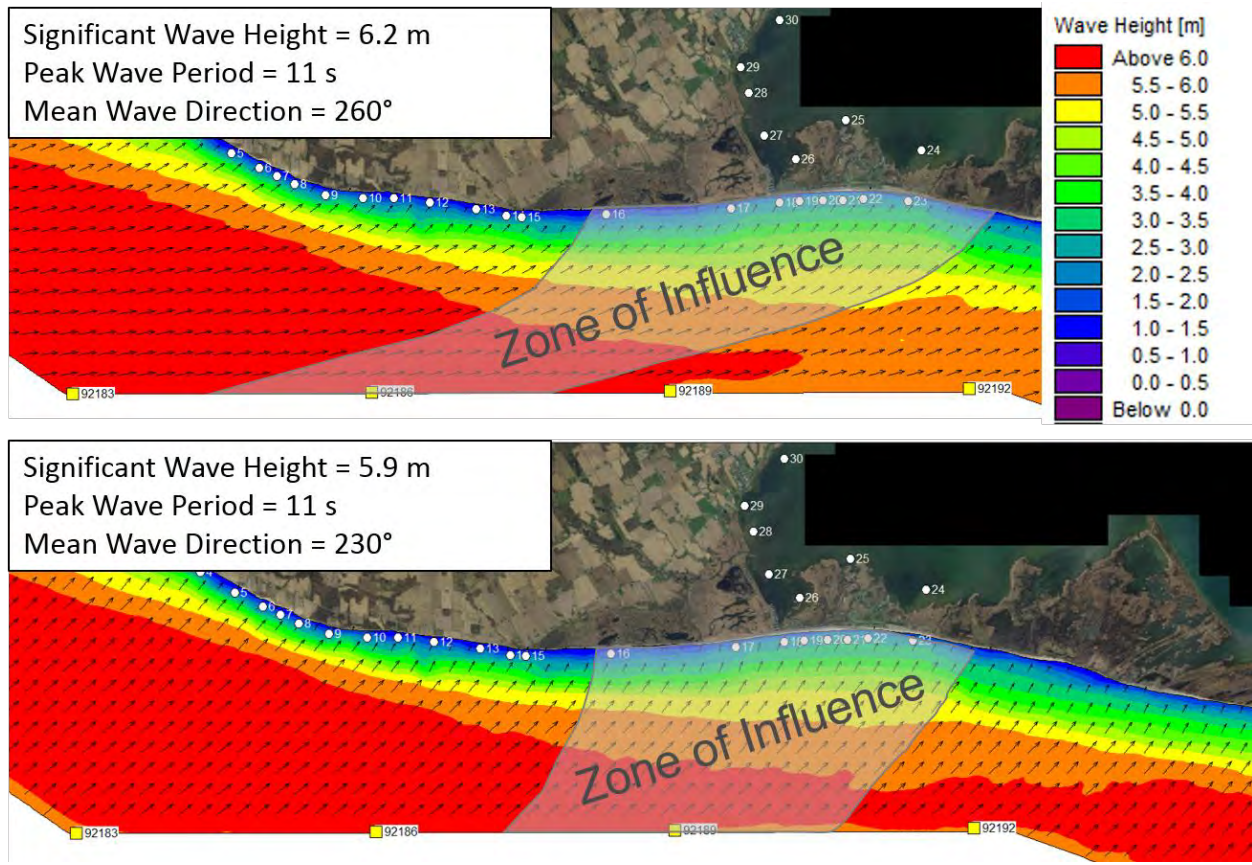 Significant Wave Height = 6.2 m
Peak Wave Period = 11 s
Mean Wave Direction = 260°
30
29
28
27
26
25
24
5
6
7
8
9
10
11
12
13
15
16
17
18
19
20
21
22
23
Zone of Influence
92183
92186
92189
92192
Wave Height [m]
Above 6.0
5.5 - 6.0
5.0 - 5.5
4.5 - 5.0
4.0 - 4.5
3.5 - 4.0
3.0 - 3.5
2.5 - 3.0
2.0 - 2.5
1.5 - 2.0
1.0 - 1.5
0.5 - 1.0
0.0 - 0.5
Below 0.0
Significant Wave Height = 5.9 m
Peak Wave Period = 11 s
Mean Wave Direction = 230°
30
29
28
27
26
25
24
5
6
7
8
9
10
11
12
13
15
16
17
18
19
20
21
22
23
Zone of Influence
92183
92186
92189
92192